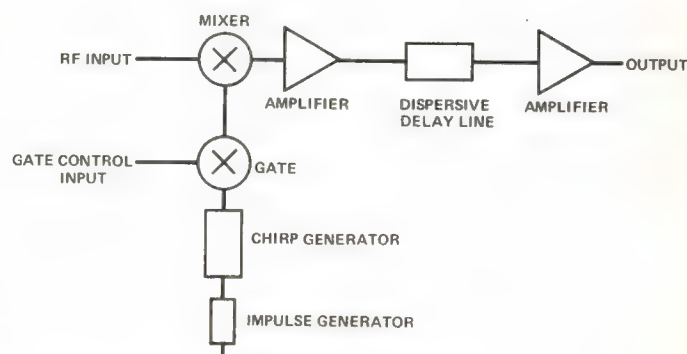 MIXER
RF INPUT
AMPLIFIER
DISPERSIVE
DELAY LINE
AMPLIFIER
OUTPUT
GATE CONTROL
INPUT
GATE
CHIRP GENERATOR
IMPULSE GENERATOR